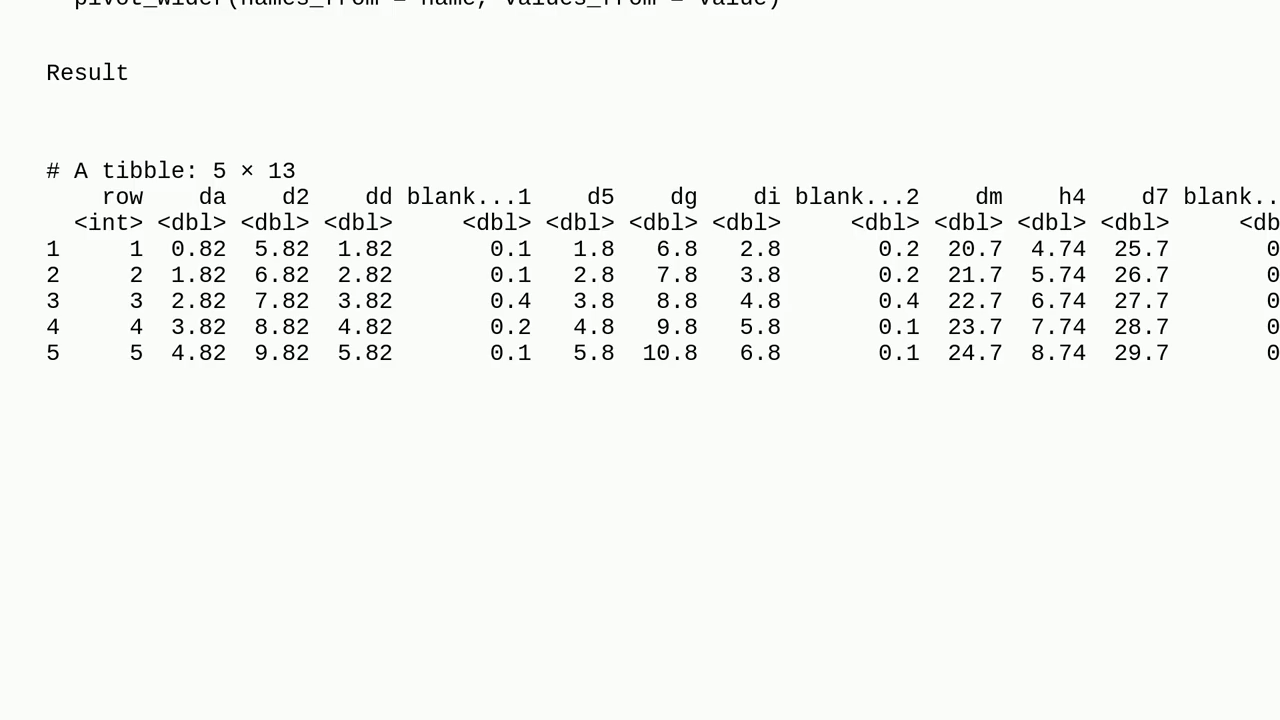 pivot_wider(names_from = name, values_from = value)
Result
# A tibble: 5 × 13
row da d2 dd blank...1 d5 dg di blank...2 dm h4 d7 blank..
<int> <dbl> <dbl> <dbl> <dbl> <dbl> <dbl> <dbl> <dbl> <dbl> <dbl> <dbl> <db
1 1 0.82 5.82 1.82 0.1 1.8 6.8 2.8 0.2 20.7 4.74 25.7 0
2 2 1.82 6.82 2.82 0.1 2.8 7.8 3.8 0.2 21.7 5.74 26.7 0
3 3 2.82 7.82 3.82 0.4 3.8 8.8 4.8 0.4 22.7 6.74 27.7 0
4 4 3.82 8.82 4.82 0.2 4.8 9.8 5.8 0.1 23.7 7.74 28.7 0
5 5 4.82 9.82 5.82 0.1 5.8 10.8 6.8 0.1 24.7 8.74 29.7 0